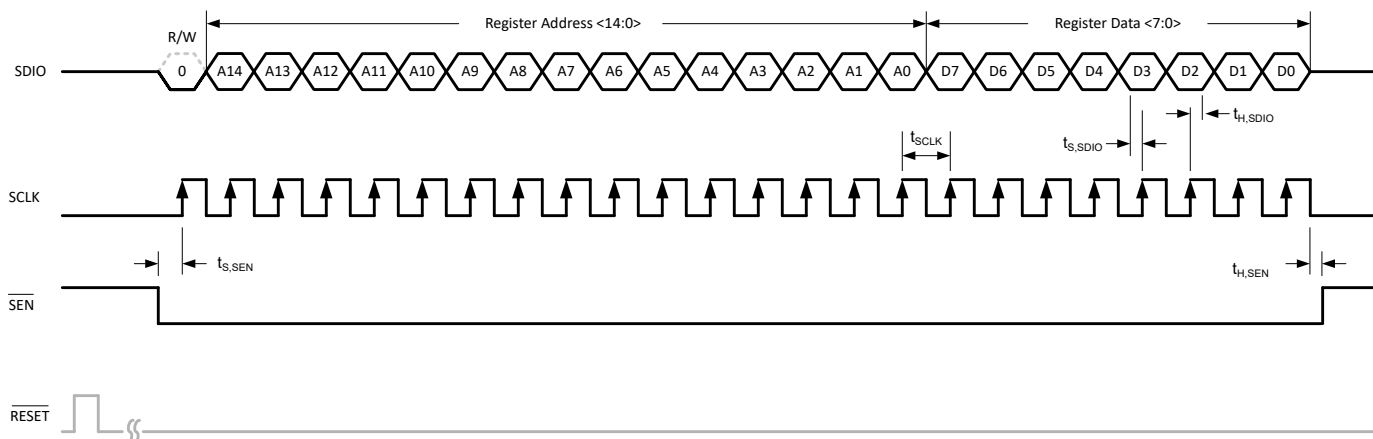 Register Address <14:0> Register Data <7:0>
R/W
SDIO 0 A14 A13 A12 A11 A10 A9 A8 A7 A6 A5 A4 A3 A2 A1 A0 D7 D6 D5 D4 D3 D2 D1 D0
tH,SDIO
tSCLK tS,SDIO
SCLK
tS,SEN tH,SEN
SEN
RESET